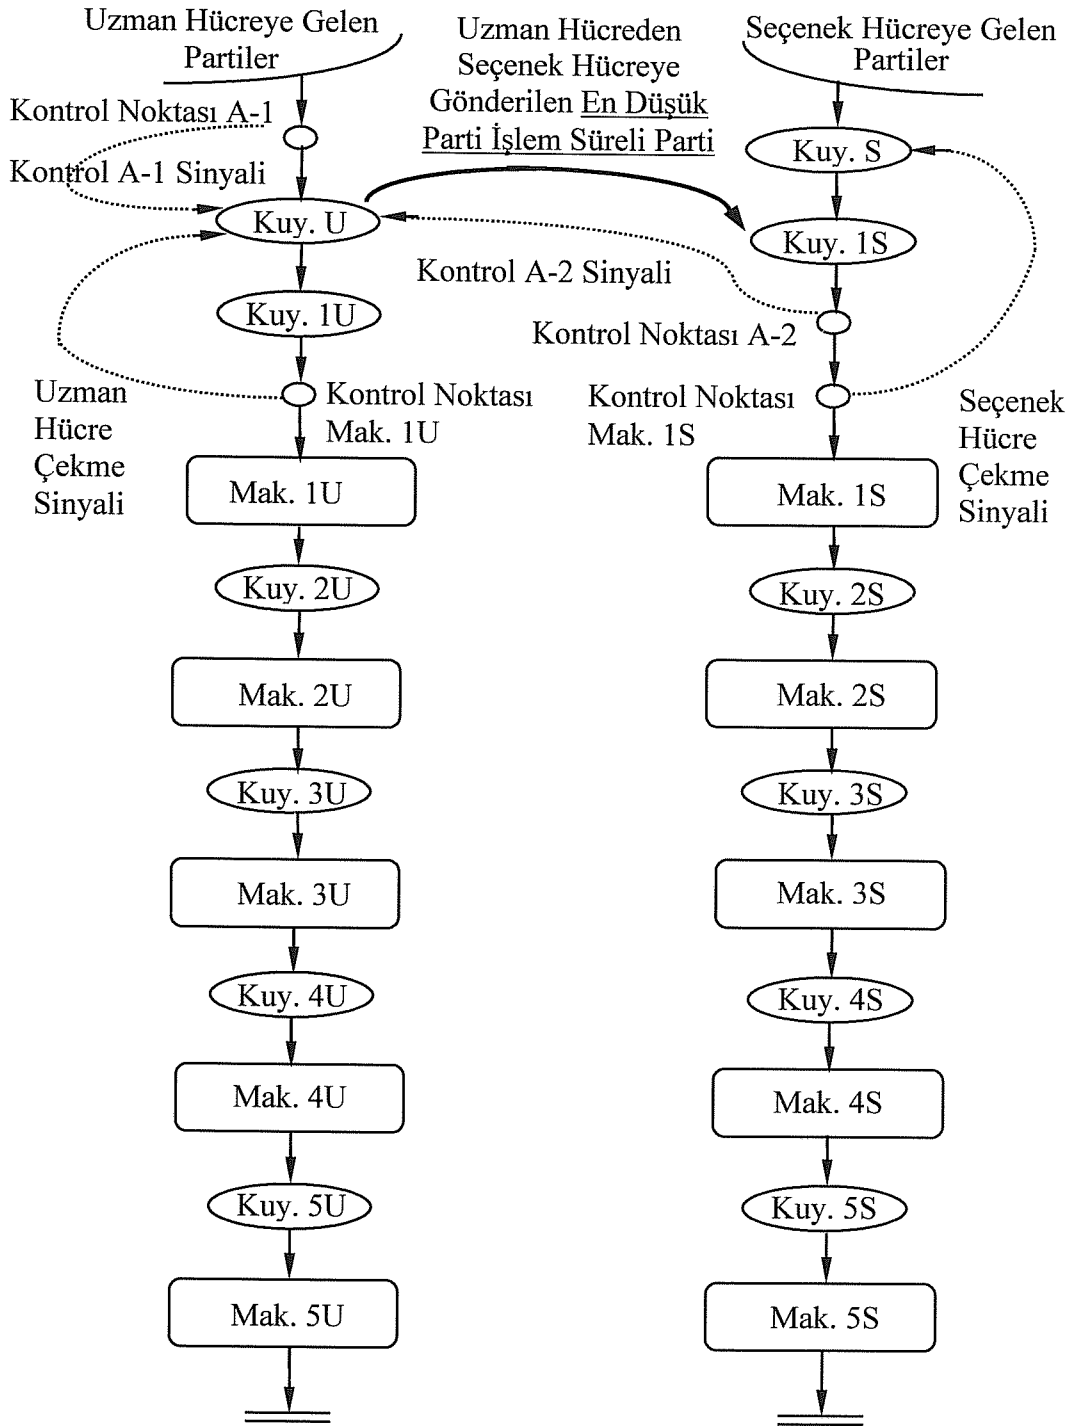 Uzman Hücreye Gelen
Partiler
Uzman Hücreden
Seçenek Hücreye
Gönderilen En Düşük
Parti İşlem Süreli Parti
Seçenek Hücreye Gelen
Partiler
Kontrol Noktası A-1
Kontrol A-1 Sinyali
Kuy. S
Kuy. U
Kuy. 1S
Kontrol A-2 Sinyali
Kuy. 1U
Kontrol Noktası A-2
Uzman
Hücre
Çekme
Sinyali
Kontrol Noktası
Mak. 1U
Kontrol Noktası
Mak. 1S
Seçenek
Hücre
Çekme
Sinyali
Mak. 1U
Mak. 1S
Kuy. 2U
Kuy. 2S
Mak. 2U
Mak. 2S
Kuy. 3U
Kuy. 3S
Mak. 3U
Mak. 3S
Kuy. 4U
Kuy. 4S
Mak. 4U
Mak. 4S
Kuy. 5U
Kuy. 5S
Mak. 5U
Mak. 5S